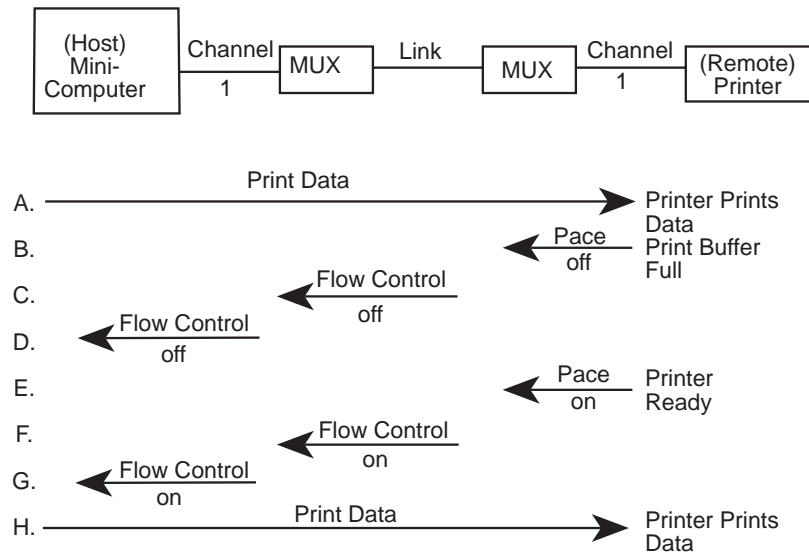 (Host)
Mini-
Computer
Channel
1
MUX
Link
MUX
Channel
1
(Remote)
Printer
A.
Print Data
Printer Prints
Data
B.
Pace
off
Print Buffer
Full
C.
Flow Control
off
D.
Flow Control
off
E.
Pace
on
Printer
Ready
F.
Flow Control
on
G.
Flow Control
on
H.
Print Data
Printer Prints
Data